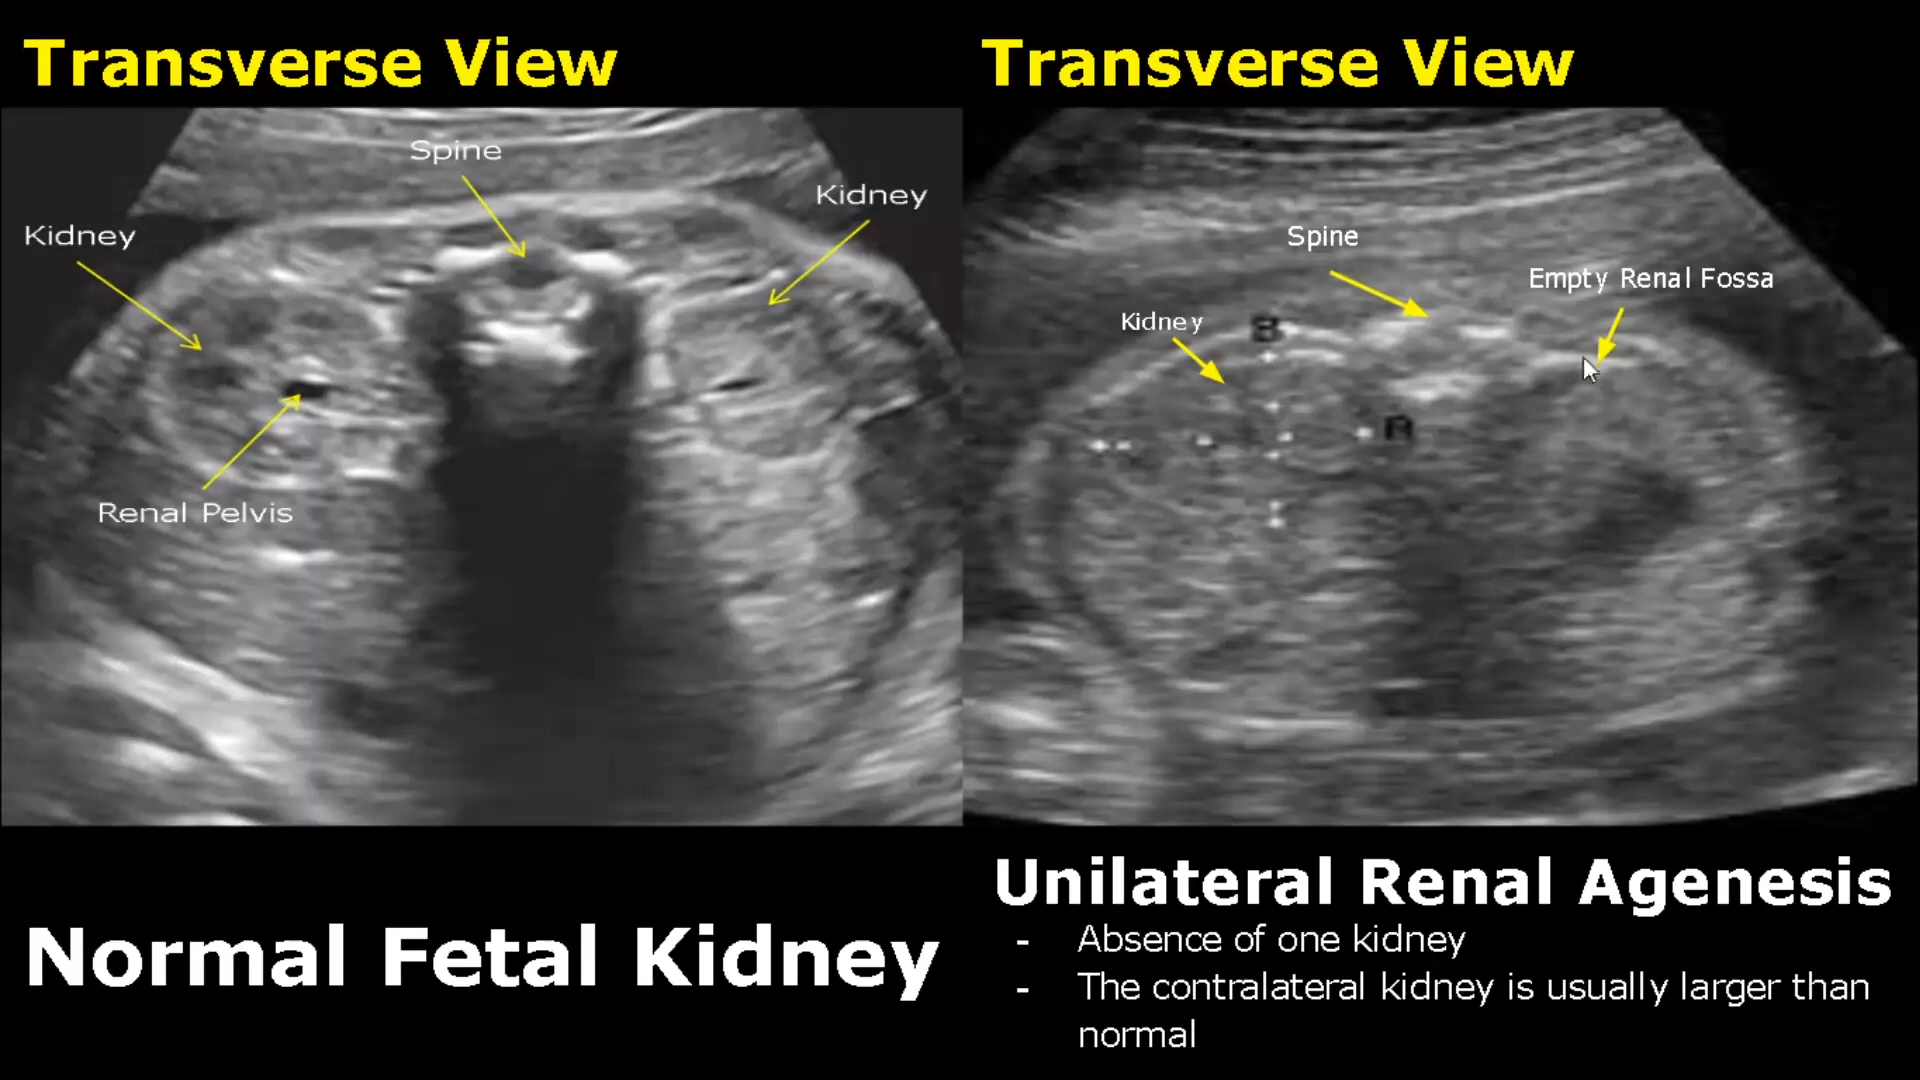 Transverse View
Spine
Kidney
Kidney
Renal Pelvis
Normal Fetal Kidney
Transverse View
Spine
Empty Renal Fossa
Kidney
B
A
Unilateral Renal Agenesis
- Absence of one kidney
- The contralateral kidney is usually larger than
normal